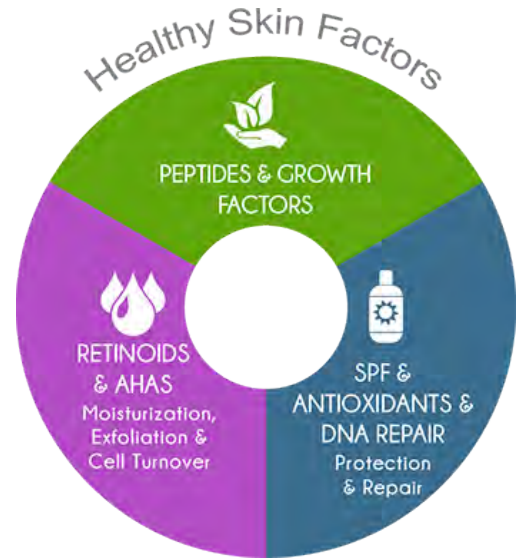 Healthy Skin Factors
PEPTIDES & GROWTH
FACTORS
RETINOIDS
& AHAS
Moisturization,
Exfoliation &
Cell Turnover
SPF &
ANTIOXIDANTS &
DNA REPAIR
Protection
& Repair